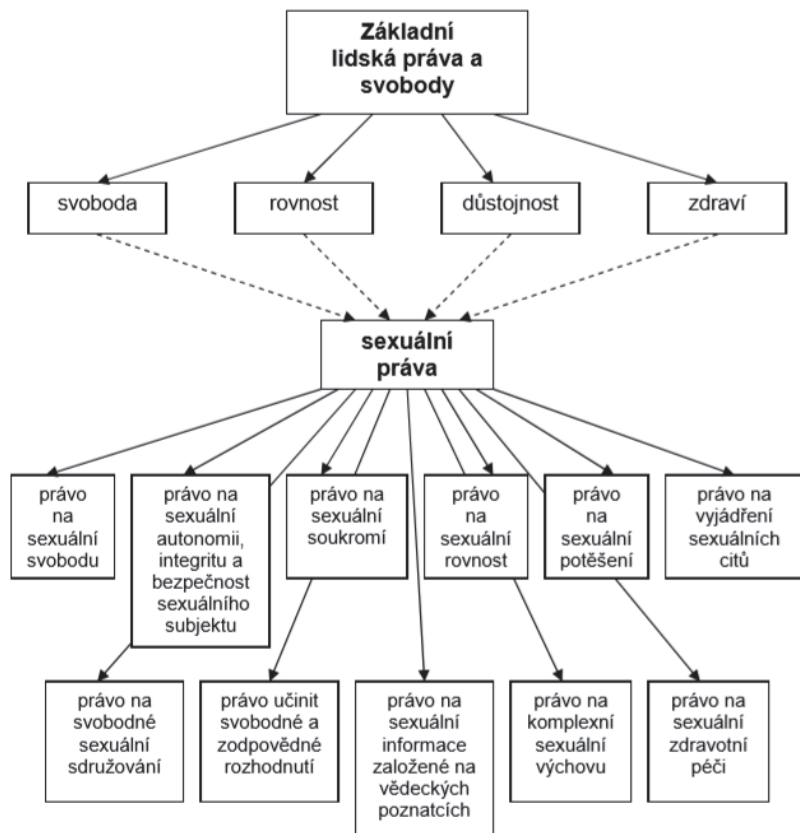 Základní
lidská práva a
svobody
svoboda
rovnost
důstojnost
zdraví
sexuální
práva
právo
na
sexuální
svobodu
právo na
sexuální
autonomii,
integritu a
bezpečnost
sexuálního
subjektu
právo na
sexuální
soukromí
právo
na
sexuální
rovnost
právo
na
sexuální
potěšení
právo na
vyjádření
sexuálních
citů
právo na
svobodné
sexuální
sdružování
právo učinit
svobodné a
zodpovědné
rozhodnutí
právo na
sexuální
informace
založené na
vědeckých
poznatcích
právo na
komplexní
sexuální
výchovu
právo na
sexuální
zdravotní
péči